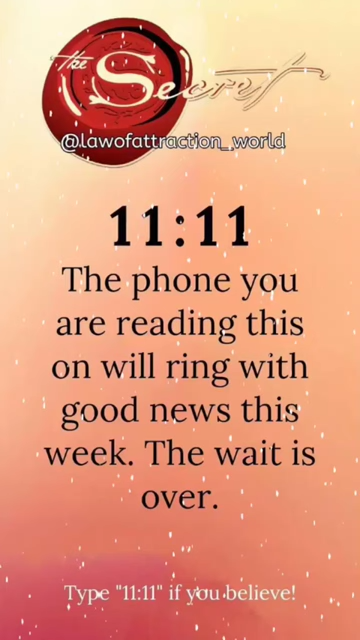 the Secret
@lawofattraction_world
11:11
The phone you
are reading this
on will ring with
good news this
week. The wait is
over.
Type "11:11" if you believe!